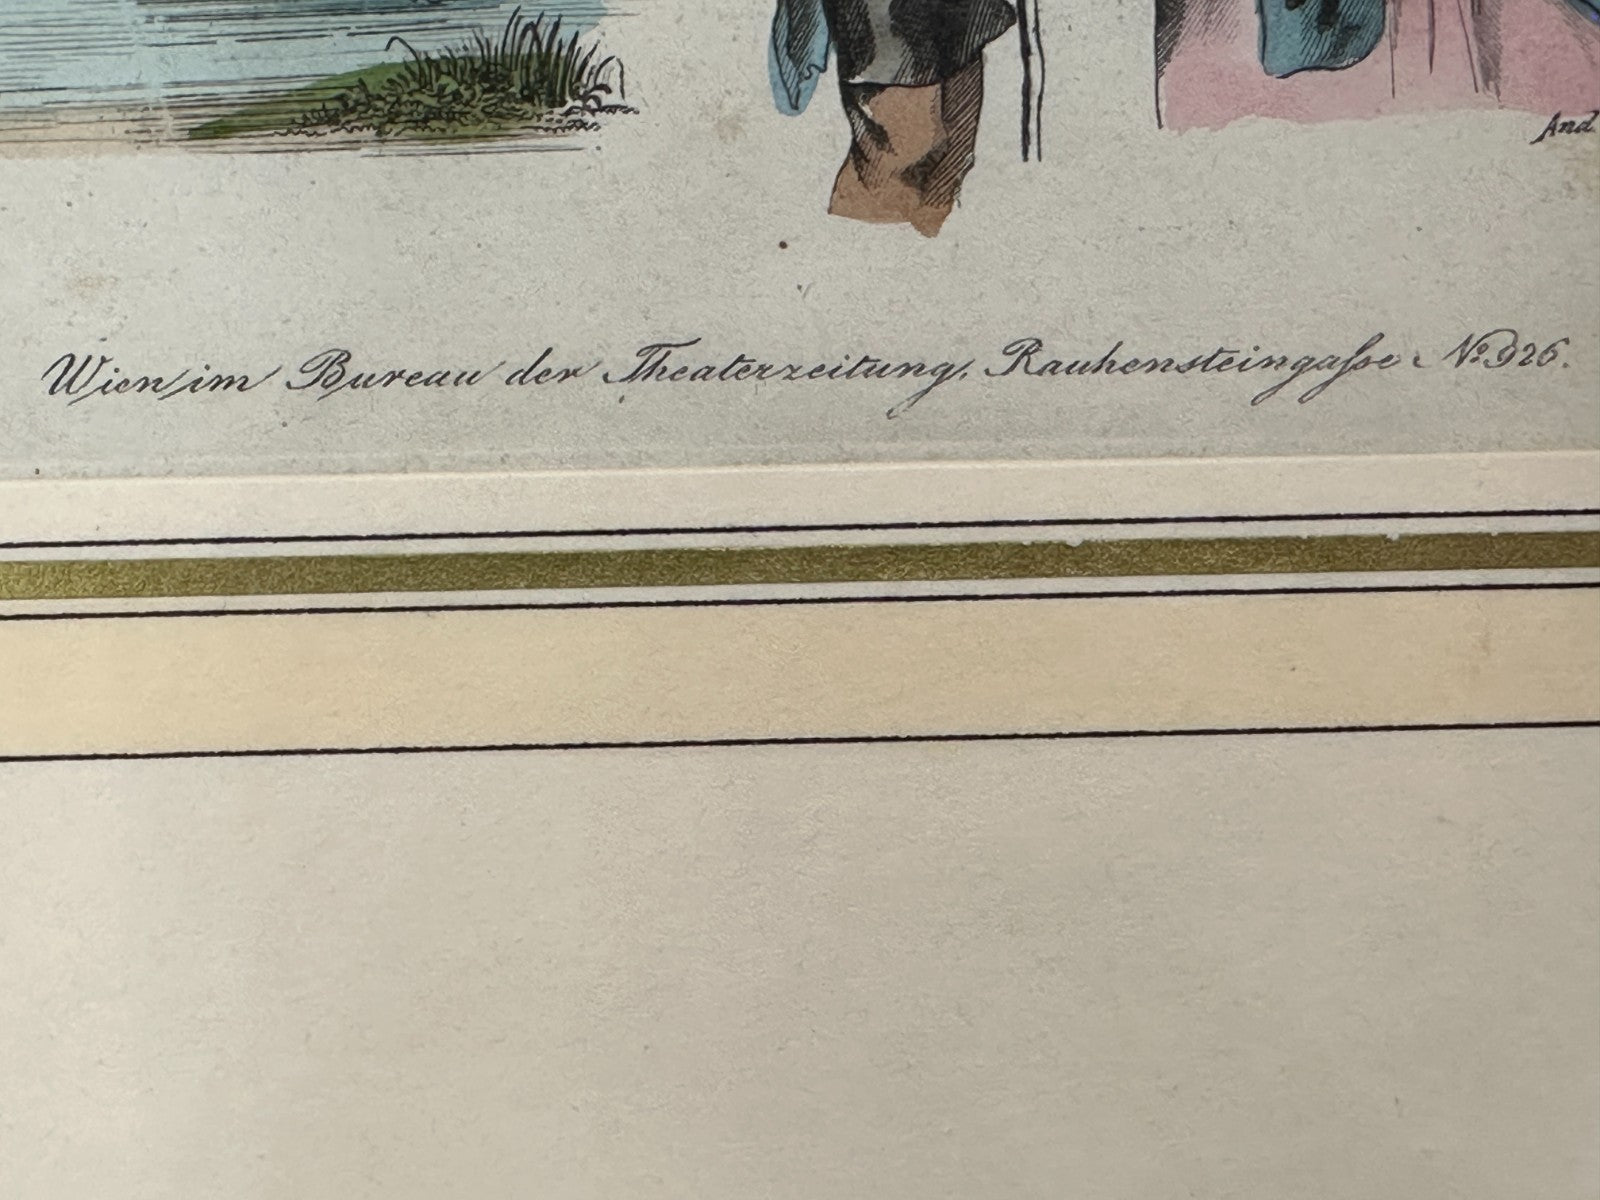 And.
Wien, im Bureau der Theaterzeitung, Rauhensteingaſse Nº 926.